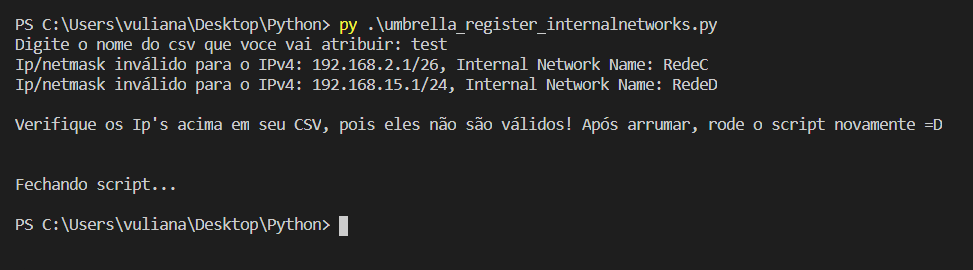 PS C:\Users\vuliana\Desktop\Python> py .\umbrella_register_internalnetworks.py
Digite o nome do csv que voce vai atribuir: test
Ip/netmask inválido para o IPv4: 192.168.2.1/26, Internal Network Name: RedeC
Ip/netmask inválido para o IPv4: 192.168.15.1/24, Internal Network Name: RedeD
Verifique os Ip's acima em seu CSV, pois eles não são válidos! Após arrumar, rode o script novamente =D
Fechando script...
PS C:\Users\vuliana\Desktop\Python>